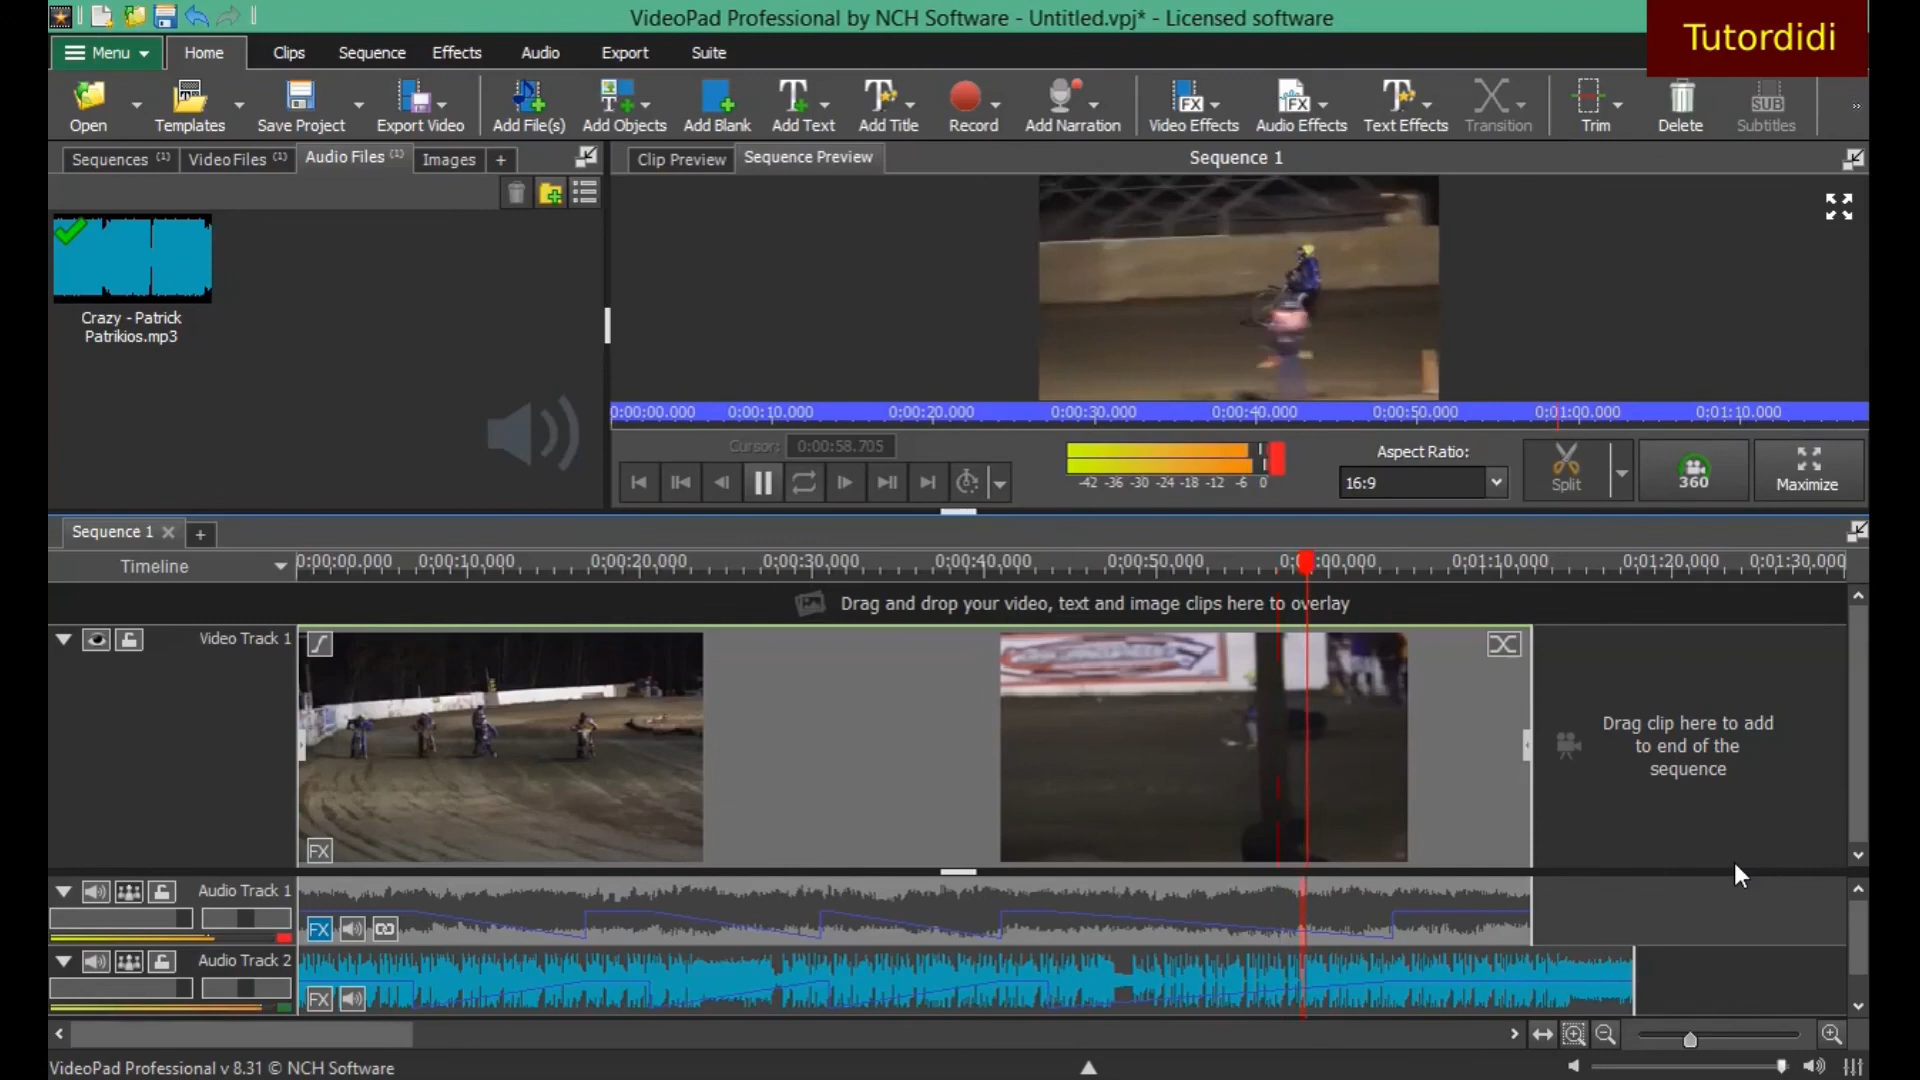 VideoPad Professional by NCH Software - Untitled.vpj* - Licensed software
Tutordidi
Menu Home Clips Sequence Effects Audio Export Suite
Open Templates Save Project Export Video Add File(s) Add Objects Add Blank Add Text Add Title Record Add Narration Video Effects Audio Effects Text Effects Transition Trim Delete Subtitles
FX FX SUB
Sequences (1) Video Files (1) Audio Files (1) Images +
Clip Preview Sequence Preview Sequence 1
Crazy - Patrick
Patrikios.mp3
0:00:00.000 0:00:10.000 0:00:20.000 0:00:30.000 0:00:40.000 0:00:50.000 0:01:00.000 0:01:10.000
Cursor: 0:00:58.705
-42 -36 -30 -24 -18 -12 -6 0
Aspect Ratio:
16:9
Split
360
Maximize
Sequence 1 × +
Timeline
0:00:00.000 0:00:10.000 0:00:20.000 0:00:30.000 0:00:40.000 0:00:50.000 0:01:00.000 0:01:10.000 0:01:20.000 0:01:30.000
Drag and drop your video, text and image clips here to overlay
Video Track 1
FX
Drag clip here to add
to end of the
sequence
Audio Track 1
FX
Audio Track 2
FX
VideoPad Professional v 8.31 © NCH Software